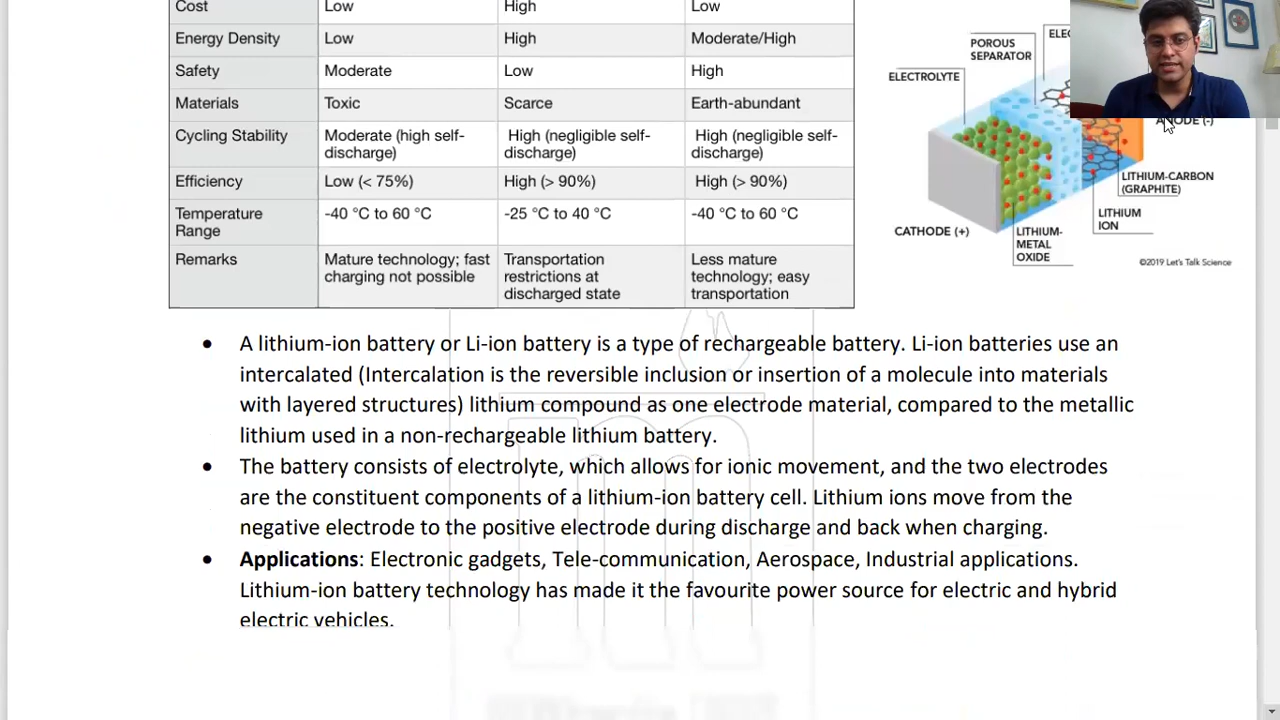 Cost Low High Low
Energy Density Low High Moderate/High
Safety Moderate Low High
Materials Toxic Scarce Earth-abundant
Cycling Stability Moderate (high self- High (negligible self- High (negligible self-
discharge) discharge) discharge)
Efficiency Low (< 75%) High (> 90%) High (> 90%)
Temperature -40 °C to 60 °C -25 °C to 40 °C -40 °C to 60 °C
Range
Remarks Mature technology; fast Transportation Less mature
charging not possible restrictions at technology; easy
discharged state transportation
POROUS
SEPARATOR
ELECTROLYTE
ANODE (-)
LITHIUM-CARBON
(GRAPHITE)
LITHIUM
ION
CATHODE (+)
LITHIUM-
METAL
OXIDE
©2019 Let's Talk Science
• A lithium-ion battery or Li-ion battery is a type of rechargeable battery. Li-ion batteries use an
intercalated (Intercalation is the reversible inclusion or insertion of a molecule into materials
with layered structures) lithium compound as one electrode material, compared to the metallic
lithium used in a non-rechargeable lithium battery.
• The battery consists of electrolyte, which allows for ionic movement, and the two electrodes
are the constituent components of a lithium-ion battery cell. Lithium ions move from the
negative electrode to the positive electrode during discharge and back when charging.
• Applications: Electronic gadgets, Tele-communication, Aerospace, Industrial applications.
Lithium-ion battery technology has made it the favourite power source for electric and hybrid
electric vehicles.